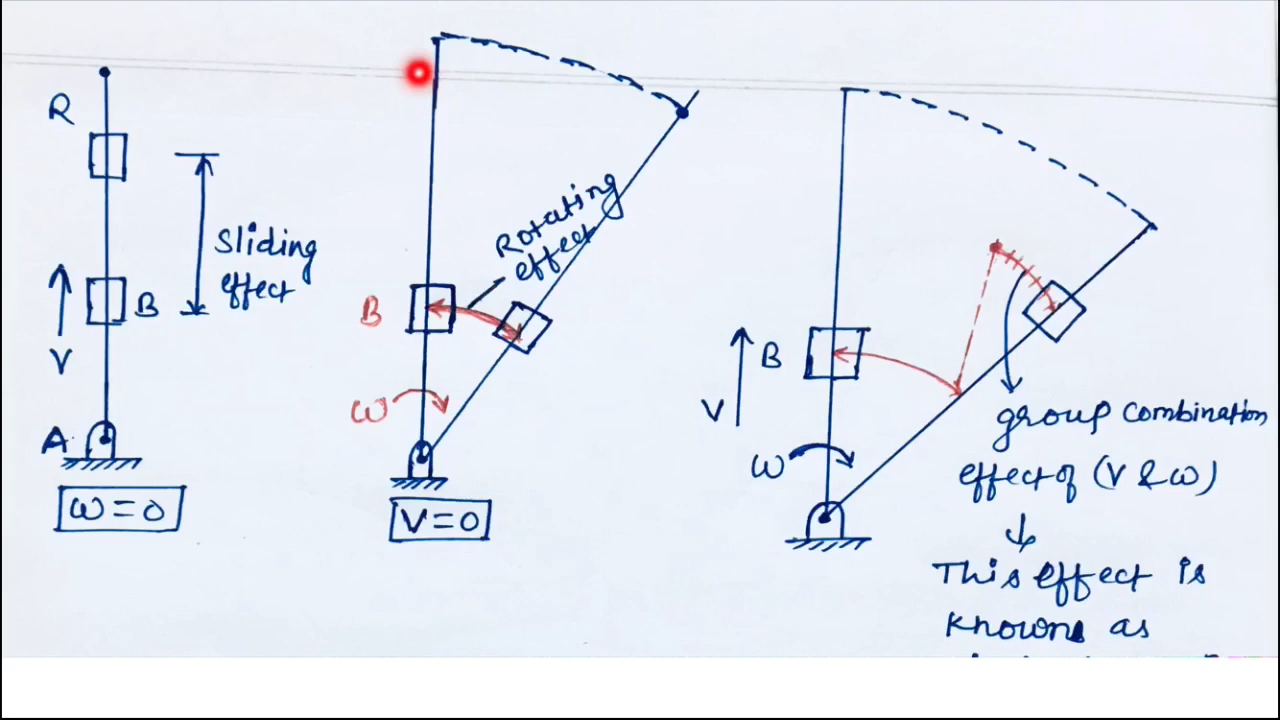 R
Sliding
effect
B
V
A
ω=0
Rotating
effect
B
ω
V=0
B
V
ω
group combination
effect of (V & ω)
This effect is
known as